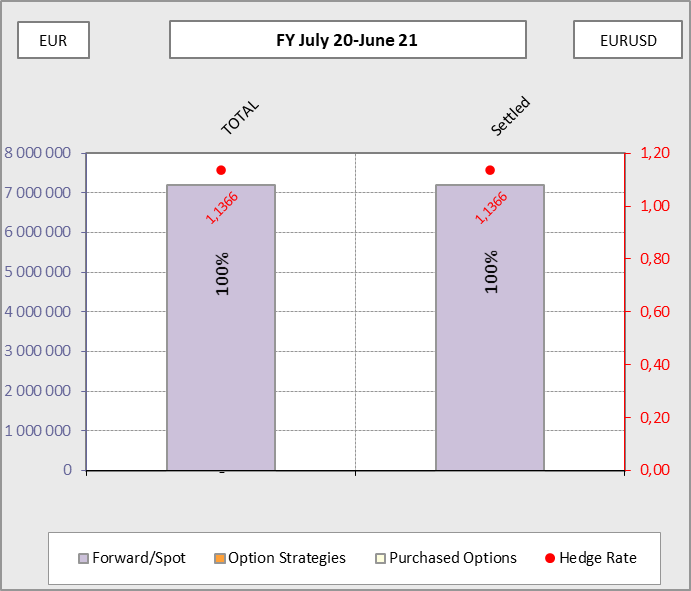 EUR
FY July 20-June 21
EURUSD
TOTAL
Settled
8 000 000
7 000 000
6 000 000
5 000 000
4 000 000
3 000 000
2 000 000
1 000 000
0
1,1366
100%
1,1366
100%
-
1,20
1,00
0,80
0,60
0,40
0,20
0,00
Forward/Spot
Option Strategies
Purchased Options
Hedge Rate